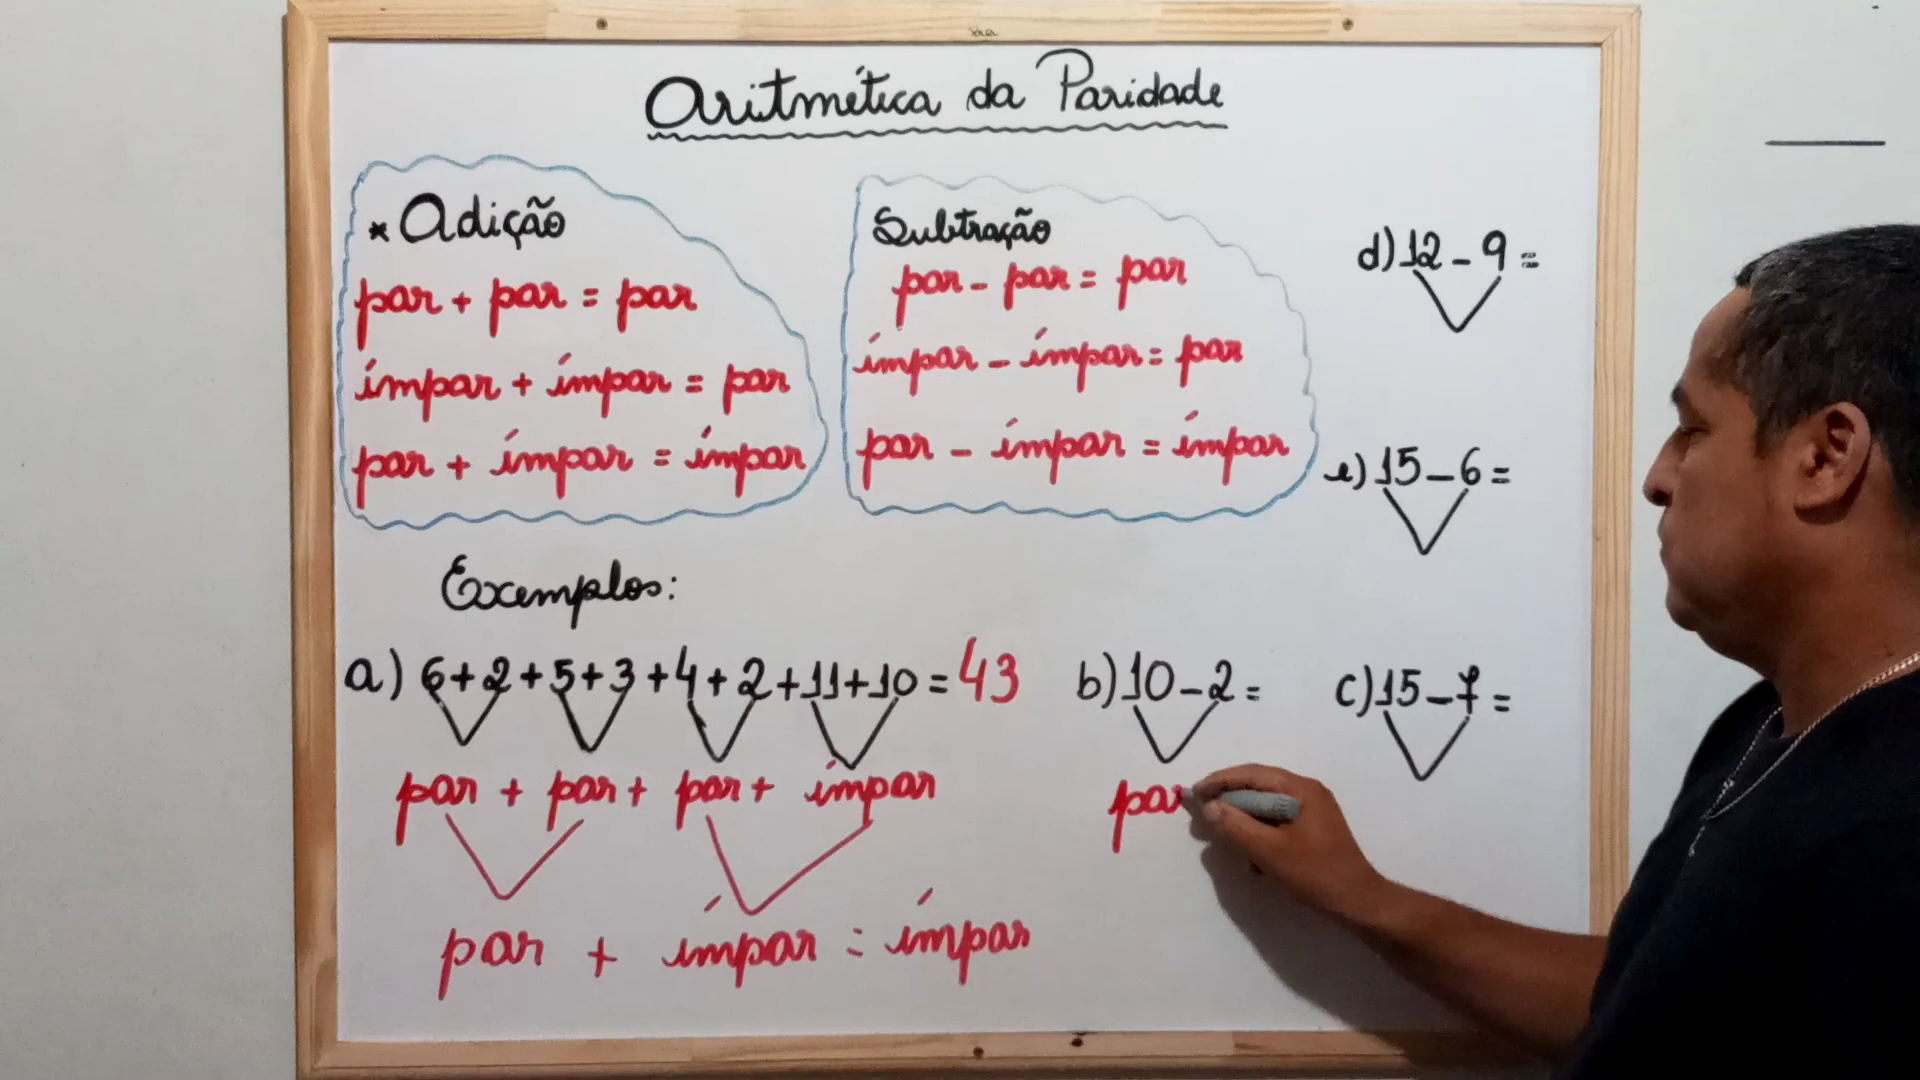 Aritmética da Paridade
* Adição
par + par = par
ímpar + ímpar = par
par + ímpar = ímpar
Subtração
par - par = par
ímpar - ímpar = par
par - ímpar = ímpar
d) 12 - 9 =
e) 15 - 6 =
Exemplos:
a) 6 + 2 + 5 + 3 + 4 + 2 + 11 + 10 = 43
par + par + par + ímpar
par + ímpar = ímpar
b) 10 - 2 =
par
c) 15 - 7 =